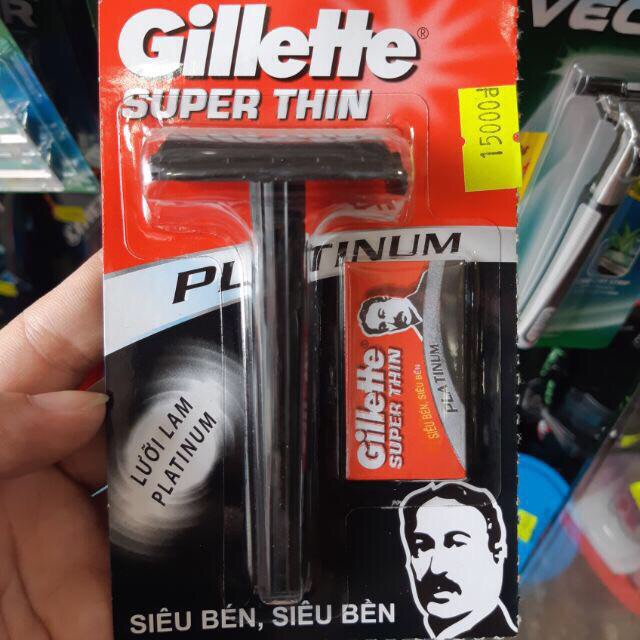 Gillette®
SUPER THIN
15000đ
VEC
PLATINUM
Gillette
SUPER THIN
SIÊU BÉN, SIÊU BỀN
PLATINUM
LƯỠI LAM
PLATINUM
SIÊU BÉN, SIÊU BỀN